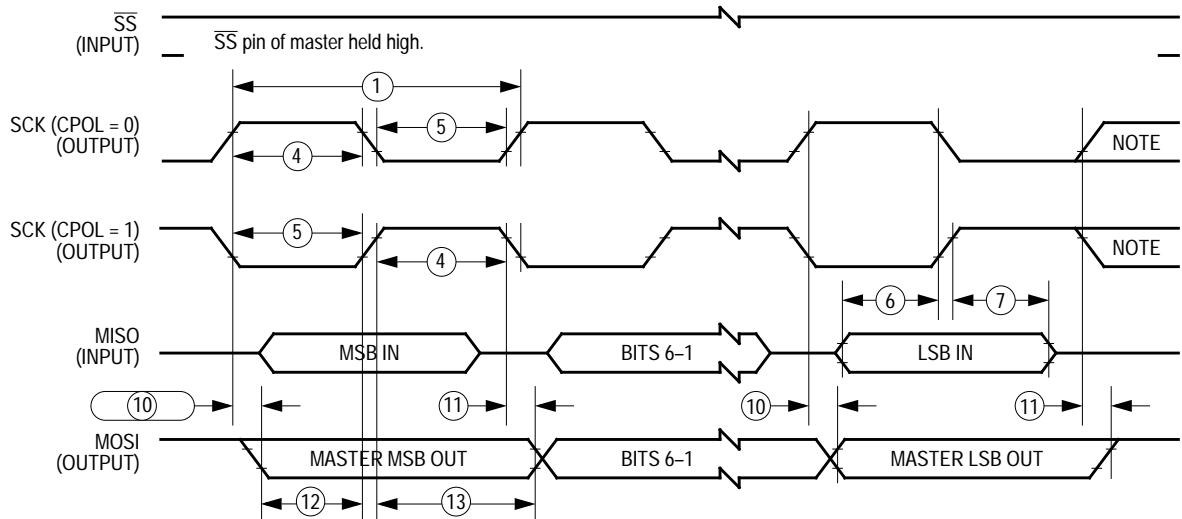 SS
(INPUT)
SS pin of master held high.
1
SCK (CPOL = 0)
(OUTPUT)
5
4
NOTE
SCK (CPOL = 1)
(OUTPUT)
5
4
NOTE
6
7
MISO
(INPUT)
MSB IN
BITS 6–1
LSB IN
10
11
10
11
MOSI
(OUTPUT)
MASTER MSB OUT
BITS 6–1
MASTER LSB OUT
12
13